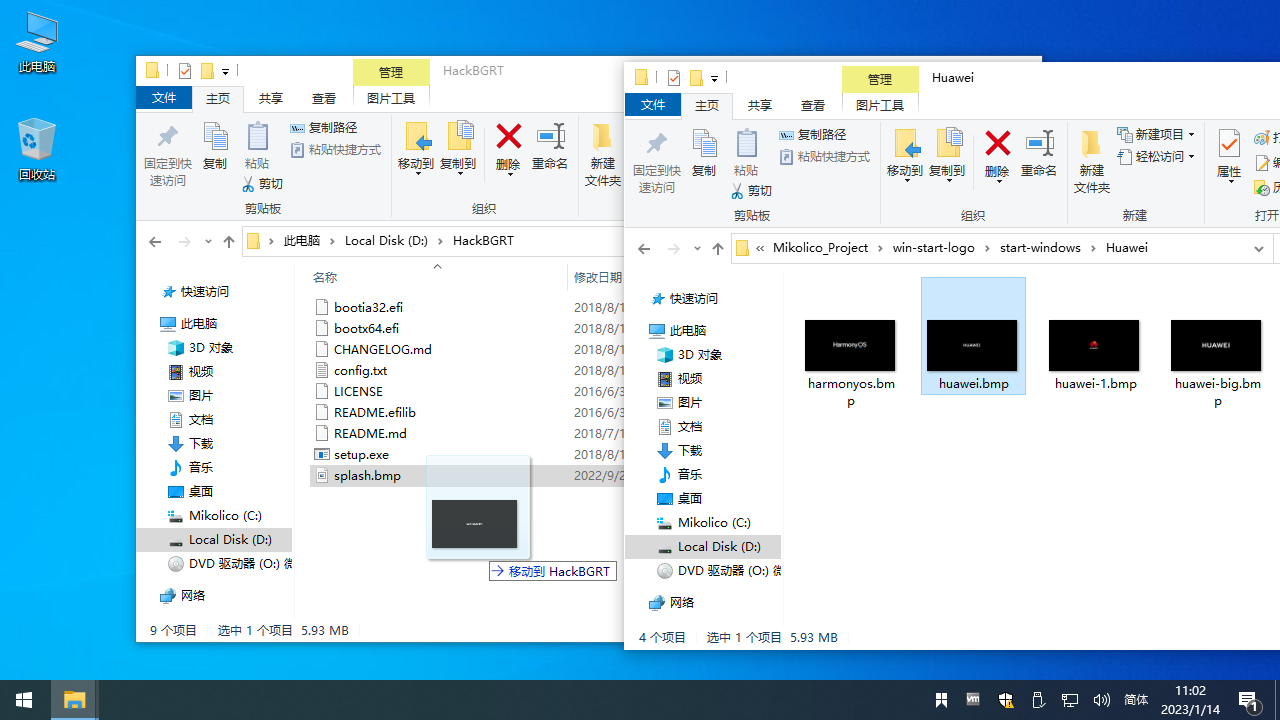 此电脑
回收站
管理
HackBGRT
文件
主页
共享
查看
图片工具
固定到快
速访问
复制
粘贴
复制路径
粘贴快捷方式
剪切
剪贴板
移动到
复制到
删除
重命名
组织
新建
文件夹
此电脑
Local Disk (D:)
HackBGRT
名称
修改日期
快速访问
此电脑
3D 对象
视频
图片
文档
下载
音乐
桌面
Mikolico (C:)
Local Disk (D:)
DVD 驱动器 (O:)
网络
bootia32.efi
2018/8/1
bootx64.efi
2018/8/1
CHANGELOG.md
2018/8/1
config.txt
2018/8/1
LICENSE
2016/6/3
README.efilib
2016/6/3
README.md
2018/7/1
setup.exe
2018/8/1
splash.bmp
2022/9/2
HUAWEI
移动到 HackBGRT
9 个项目
选中 1 个项目 5.93 MB
管理
Huawei
文件
主页
共享
查看
图片工具
固定到快
速访问
复制
粘贴
复制路径
粘贴快捷方式
剪切
剪贴板
移动到
复制到
删除
重命名
组织
新建
文件夹
新建项目
轻松访问
新建
属性
打开
« Mikolico_Project
win-start-logo
start-windows
Huawei
快速访问
此电脑
3D 对象
视频
图片
文档
下载
音乐
桌面
Mikolico (C:)
Local Disk (D:)
DVD 驱动器 (O:)
网络
HarmonyOS
harmonyos.bm
p
HUAWEI
huawei.bmp
huawei-1.bmp
HUAWEI
huawei-big.bm
p
4 个项目
选中 1 个项目 5.93 MB
vm
简体
11:02
2023/1/14
1